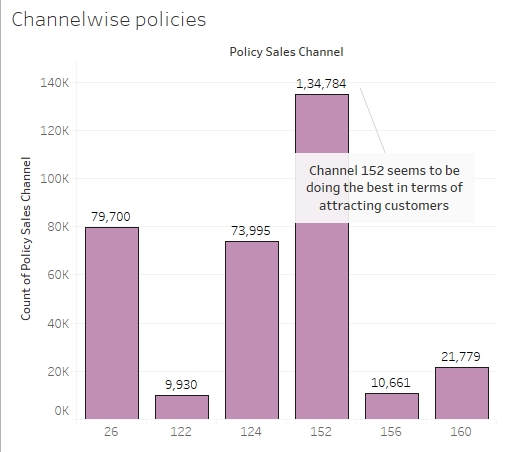 Channelwise policies
Policy Sales Channel
Count of Policy Sales Channel
140K
120K
100K
80K
60K
40K
20K
0K
79,700
9,930
73,995
1,34,784
10,661
21,779
Channel 152 seems to be
doing the best in terms of
attracting customers
26
122
124
152
156
160